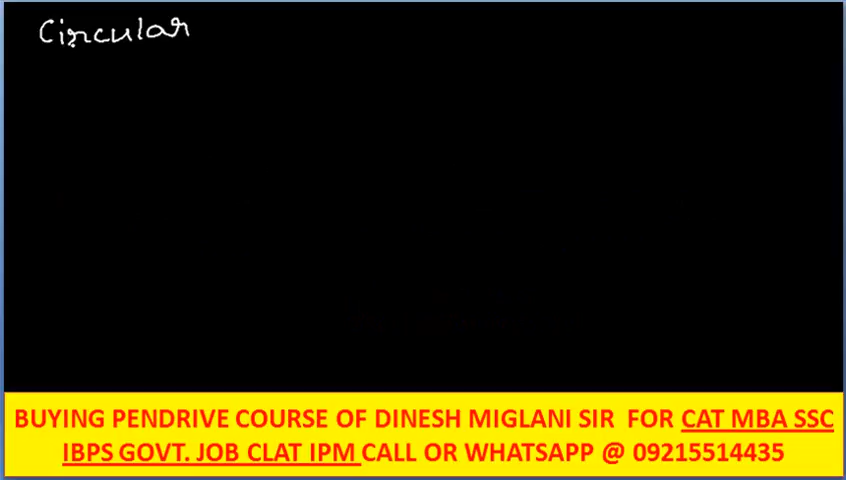 Circular
BUYING PENDRIVE COURSE OF DINESH MIGLANI SIR FOR CAT MBA SSC
IBPS GOVT. JOB CLAT IPM CALL OR WHATSAPP @ 09215514435